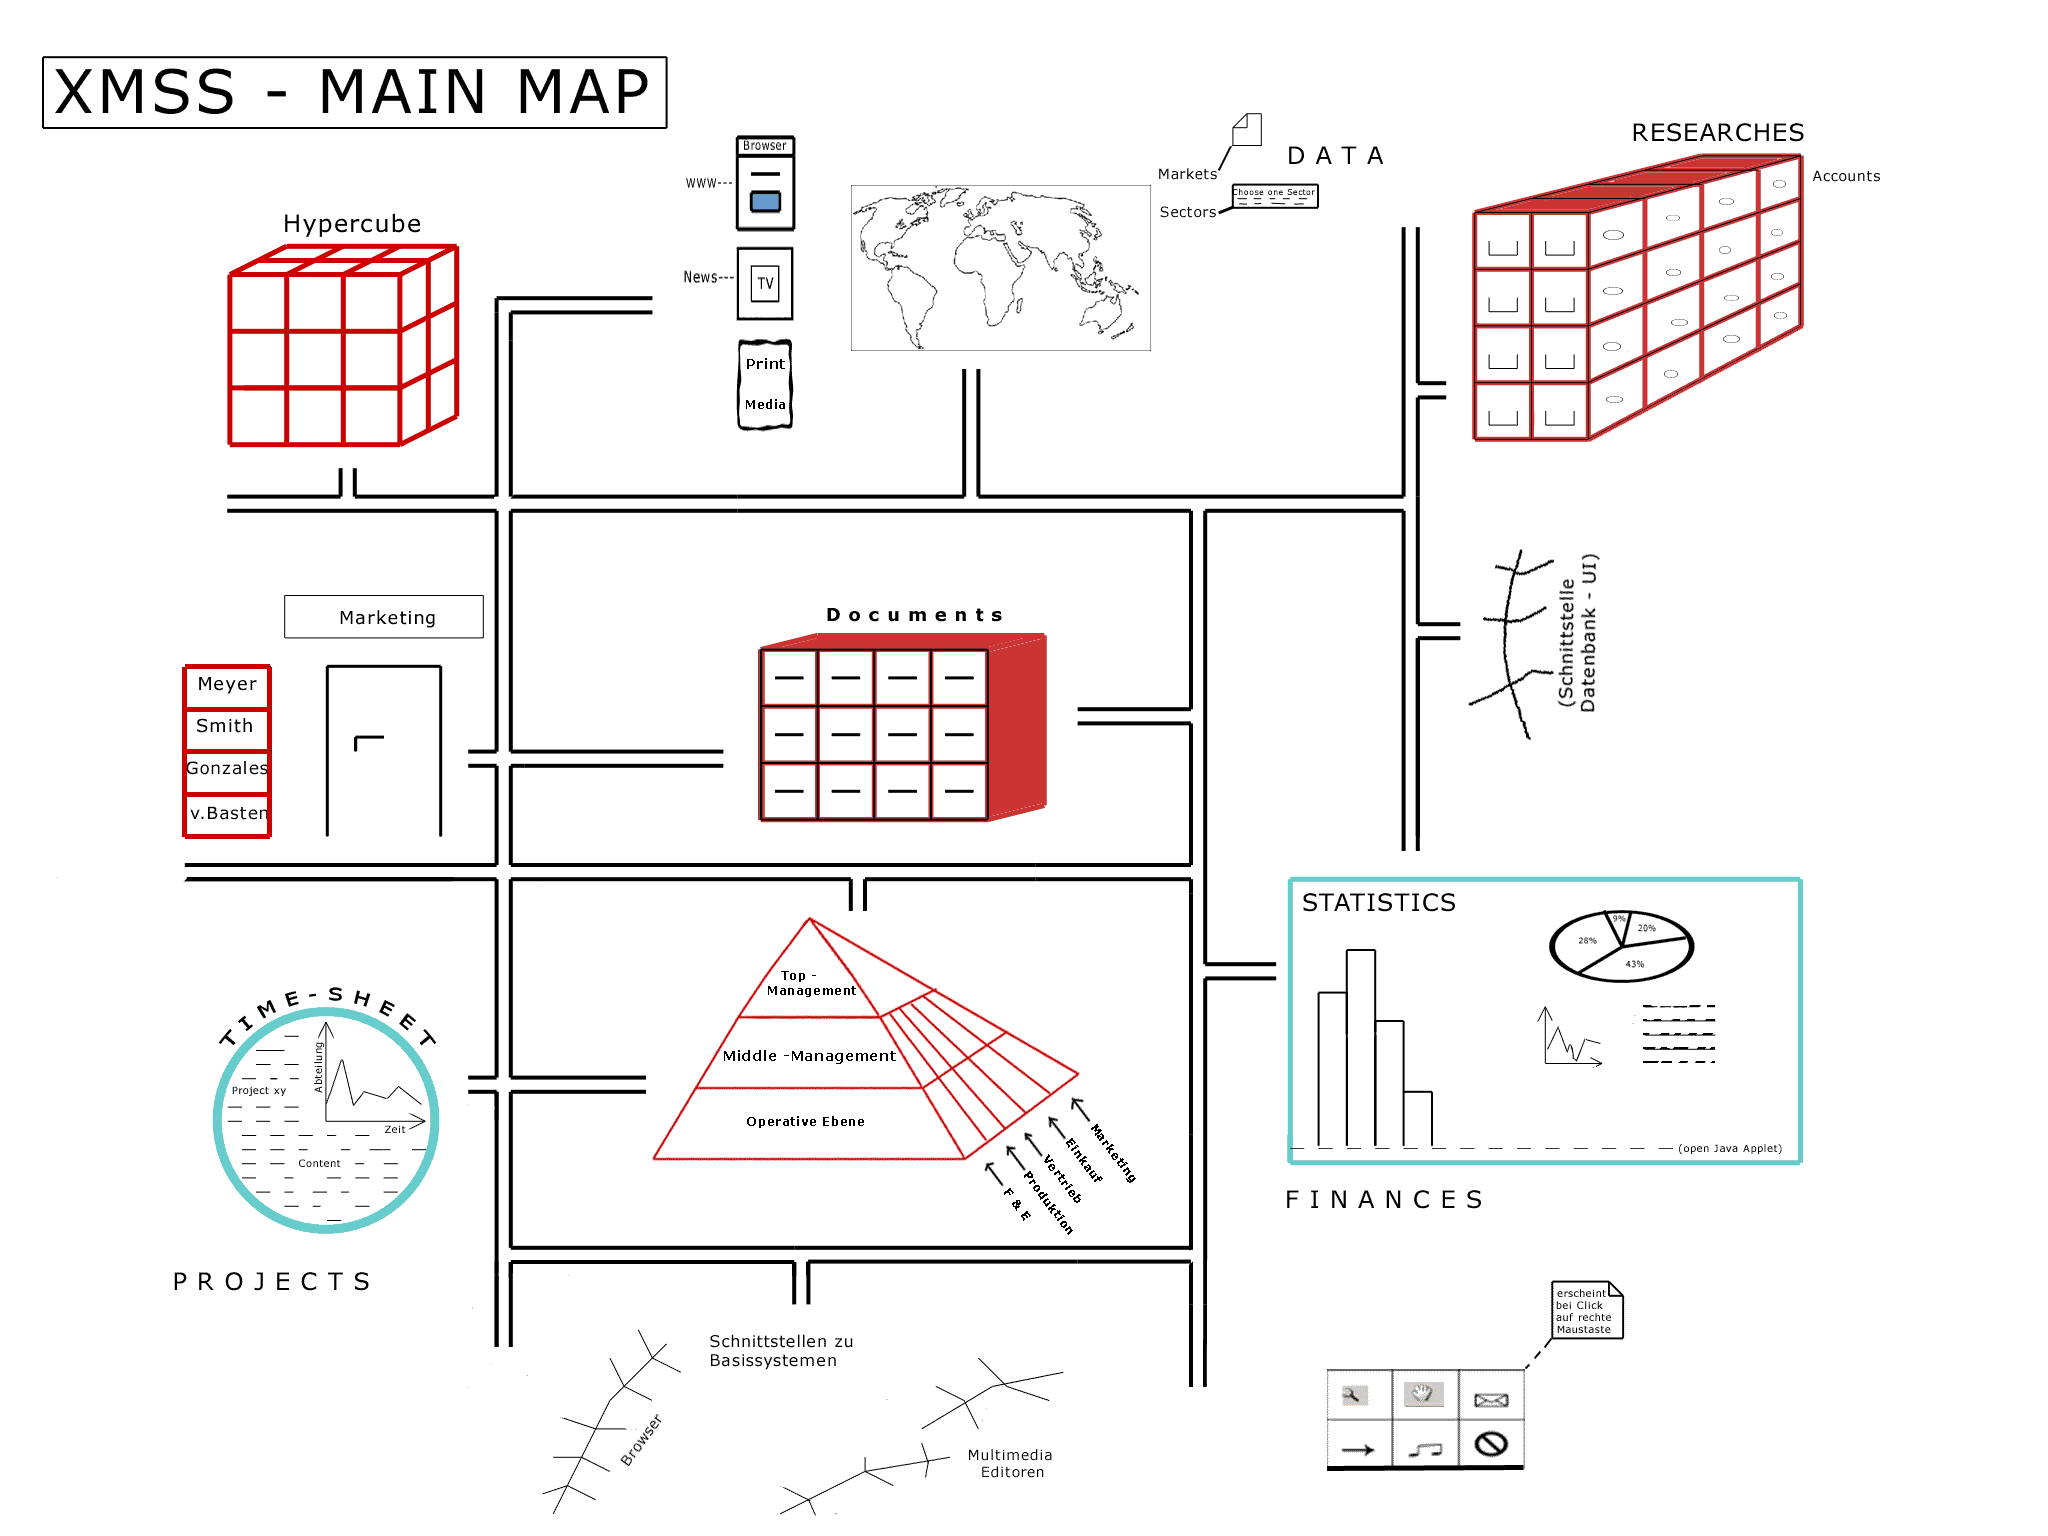 XMSS - MAIN MAP
Hypercube
Browser
WWW
News
TV
Print
Media
Markets
Sectors
Choose one Sector
DATA
RESEARCHES
Accounts
Marketing
Meyer
Smith
Gonzales
v.Basten
Documents
(Schnittstelle
Datenbank - UI)
TIME-SHEET
Abteilung
Project xy
Zeit
Content
PROJECTS
Top -
Management
Middle -Management
Operative Ebene
F & E
Produktion
Vertrieb
Einkauf
Marketing
STATISTICS
9%
20%
28%
43%
(open Java Applet)
FINANCES
Schnittstellen zu
Basissystemen
Browser
Multimedia
Editoren
erscheint
bei Click
auf rechte
Maustaste